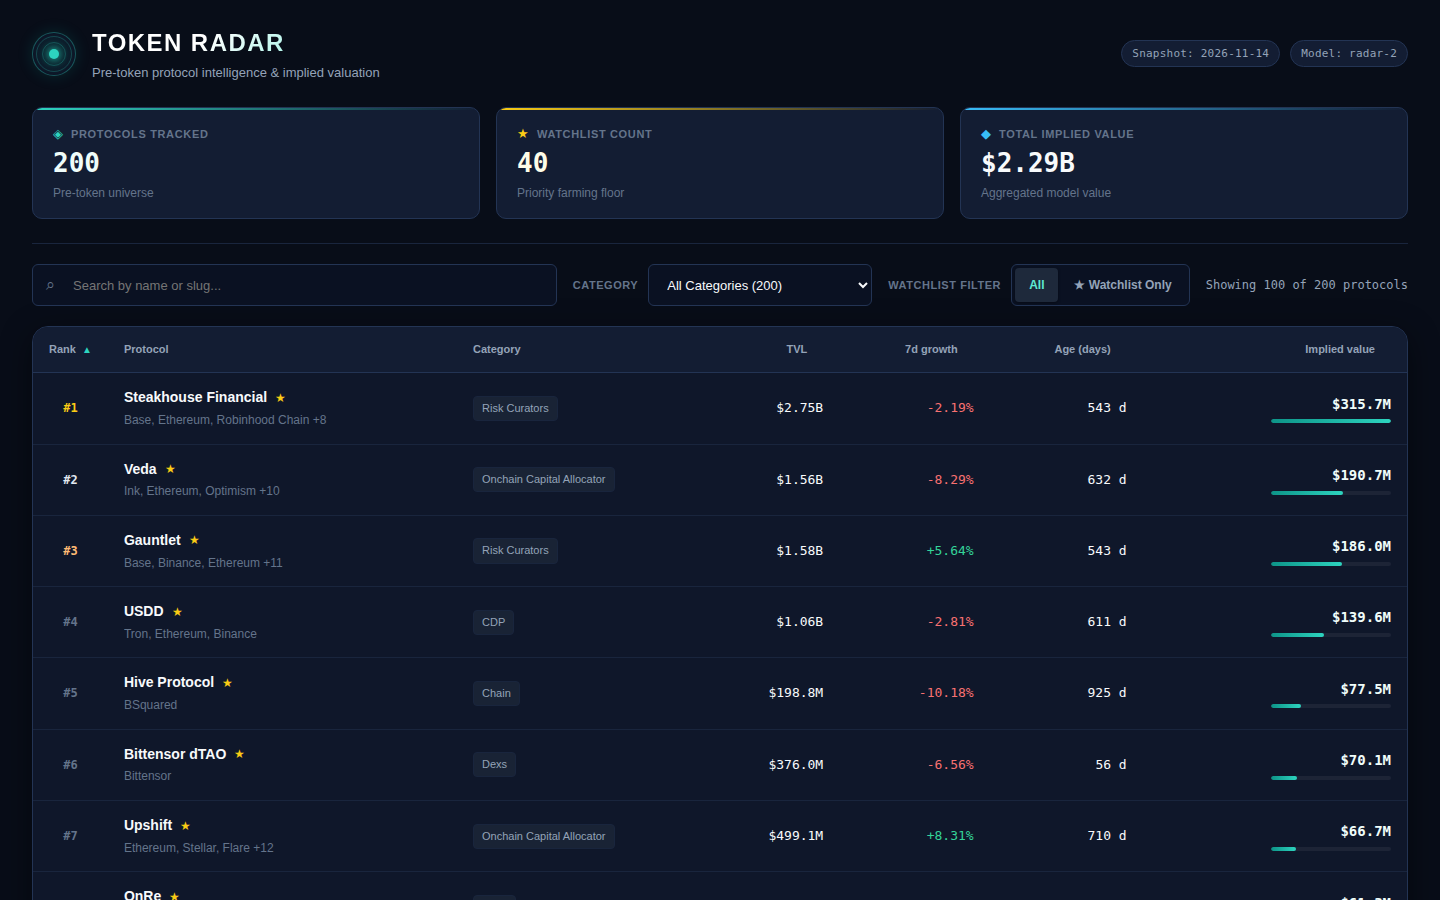 TOKEN RADAR
Pre-token protocol intelligence & implied valuation
Snapshot: 2026-11-14
Model: radar-2
◈ PROTOCOLS TRACKED
200
Pre-token universe
★ WATCHLIST COUNT
40
Priority farming floor
◆ TOTAL IMPLIED VALUE
$2.29B
Aggregated model value
Search by name or slug...
CATEGORY
All Categories (200)
WATCHLIST FILTER
All
★ Watchlist Only
Showing 100 of 200 protocols
Rank ▲ Protocol Category TVL 7d growth Age (days) Implied value
#1 Steakhouse Financial ★ Risk Curators $2.75B -2.19% 543 d $315.7M
Base, Ethereum, Robinhood Chain +8
#2 Veda ★ Onchain Capital Allocator $1.56B -8.29% 632 d $190.7M
Ink, Ethereum, Optimism +10
#3 Gauntlet ★ Risk Curators $1.58B +5.64% 543 d $186.0M
Base, Binance, Ethereum +11
#4 USDD ★ CDP $1.06B -2.81% 611 d $139.6M
Tron, Ethereum, Binance
#5 Hive Protocol ★ Chain $198.8M -10.18% 925 d $77.5M
BSquared
#6 Bittensor dTAO ★ Dexs $376.0M -6.56% 56 d $70.1M
Bittensor
#7 Upshift ★ Onchain Capital Allocator $499.1M +8.31% 710 d $66.7M
Ethereum, Stellar, Flare +12
OnRe ★